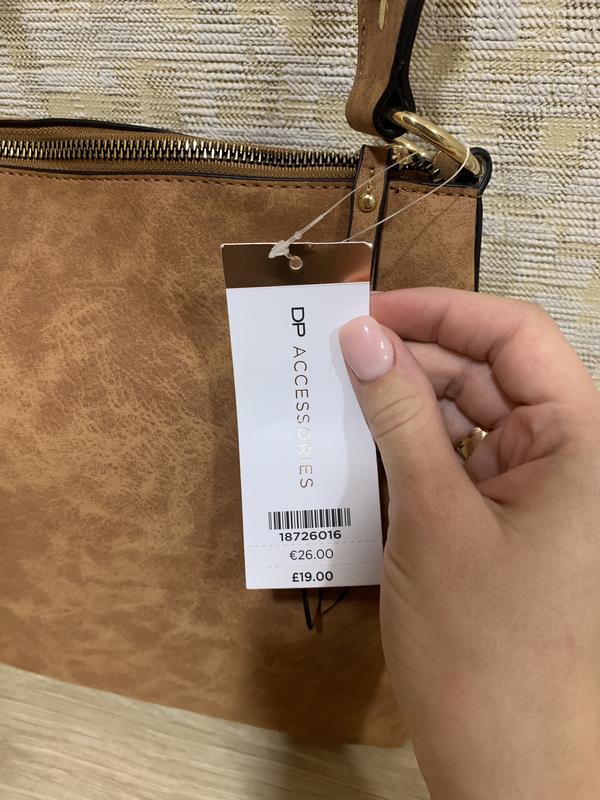 DP ACCESSORIES
18726016
€26.00
£19.00